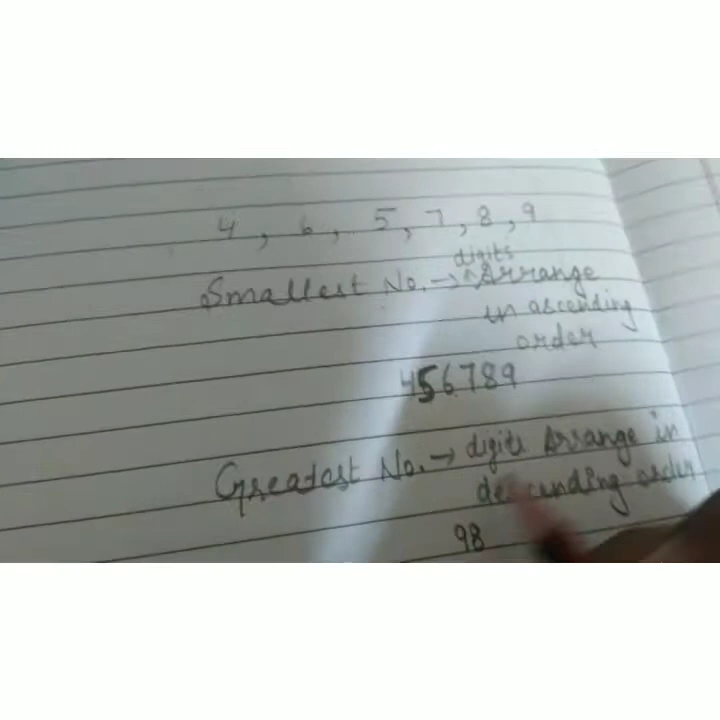 4, 6, 5, 7, 8, 9
digits
Smallest No. → ^ Arrange
in ascending
order
456789
Greatest No. → digits Arrange in
descending order
98